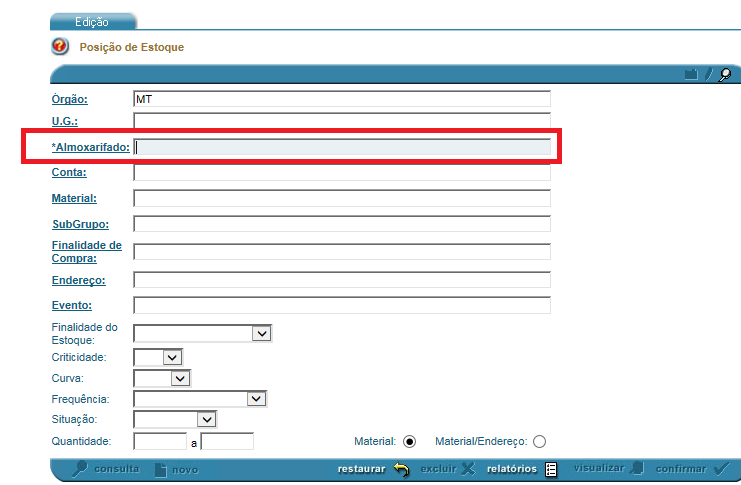 Edição
Posição de Estoque
Órgão: MT
U.G.:
*Almoxarifado:
Conta:
Material:
SubGrupo:
Finalidade de
Compra:
Endereço:
Evento:
Finalidade do
Estoque:
Criticidade:
Curva:
Frequência:
Situação:
Quantidade: a Material: Material/Endereço:
consulta novo restaurar excluir relatórios visualizar confirmar